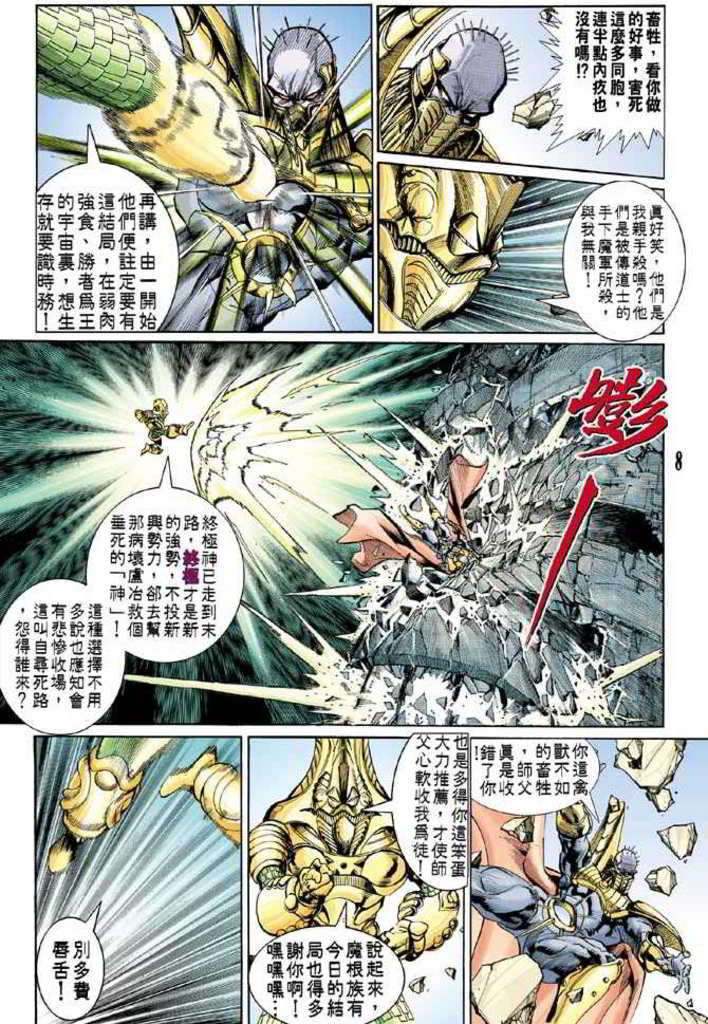 畜牲，看你做
的好事，害死
這麼多同胞，
連半點內疚也
沒有嗎!?
眞好笑，他們是
我親手殺嗎？他
們是被傳道士的
手下魔軍所殺，
與我無關！
再講，由一開始
他們便註定要有
這結局，在弱肉
強食、勝者爲王
的宇宙裏，想生
存就要識時務！
彭
8
終極神已走到末
路，終極才是新
的強勢，不投新
興勢力，卻去幫
那病壞盧冶救個
垂死的「神」！
這種選擇不用
多說也應知會
有悲慘收場，
這叫自尋死路
，怨得誰來？
你這禽
獸不如
的畜牲
，師父
眞是收
錯了你
！
也是多得你這笨蛋
大力推薦，才使師
父心軟收我爲徒！
說起來，
魔根族有
今日的結
局也得多
謝你啊！
嘿嘿嘿…
別多費
唇舌！